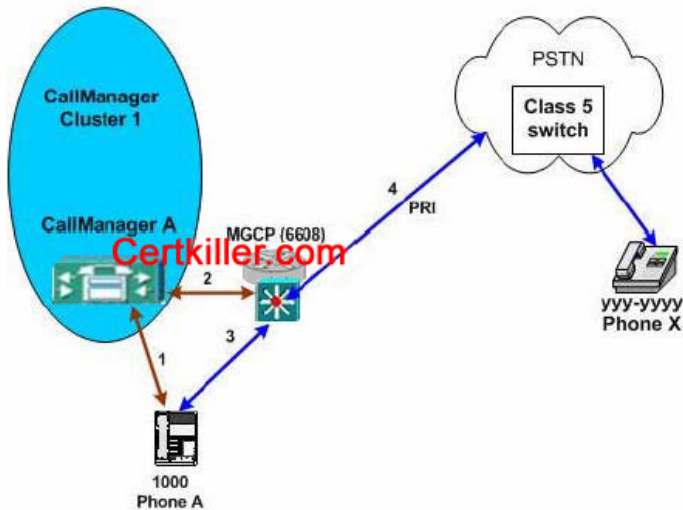 CallManager
Cluster 1
PSTN
Class 5
switch
4
PRI
CallManager A
MGCP (6608)
Certkiller.com
2
yyy-yyyy
Phone X
3
1
1000
Phone A